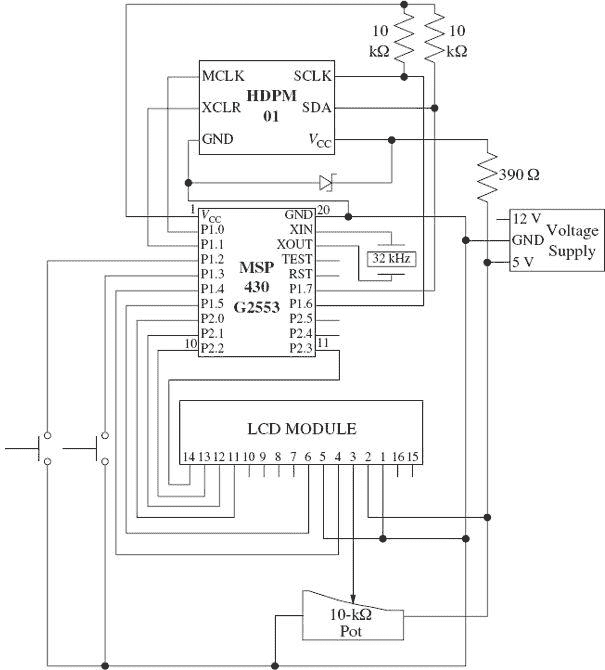 10 kΩ
10 kΩ
MCLK SCLK
HDPM
XCLR 01 SDA
GND VCC
390 Ω
1 VCC GND 20
P1.0 XIN
P1.1 XOUT
P1.2 TEST
P1.3 RST
P1.4 P1.7
P1.5 P1.6
P2.0 P2.5
P2.1 P2.4
10 P2.2 P2.3 11
MSP
430
G2553
32 kHz
12 V
GND
5 V
Voltage
Supply
LCD MODULE
14 13 12 11 10 9 8 7 6 5 4 3 2 1 16 15
10-kΩ
Pot